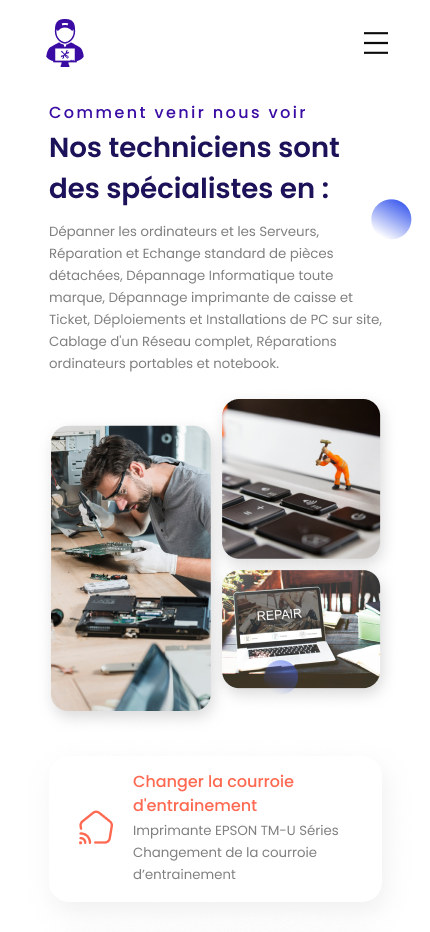 Comment venir nous voir
Nos techniciens sont
des spécialistes en :
Dépanner les ordinateurs et les Serveurs,
Réparation et Echange standard de pièces
détachées, Dépannage Informatique toute
marque, Dépannage imprimante de caisse et
Ticket, Déploiements et Installations de PC sur site,
Cablage d'un Réseau complet, Réparations
ordinateurs portables et notebook.
REPAIR
Changer la courroie
d'entrainement
Imprimante EPSON TM-U Séries
Changement de la courroie
d’entrainement